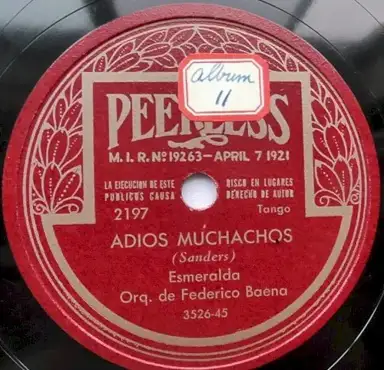 album
11
PEERLESS
M. I. R. Nº 19263—APRIL 7 1921
LA EJECUCION DE ESTE DISCO EN LUGARES
PUBLICOS CAUSA DERECHO DE AUTOR
2197 Tango
ADIOS MUCHACHOS
(Sanders)
Esmeralda
Orq. de Federico Baena
3526-45